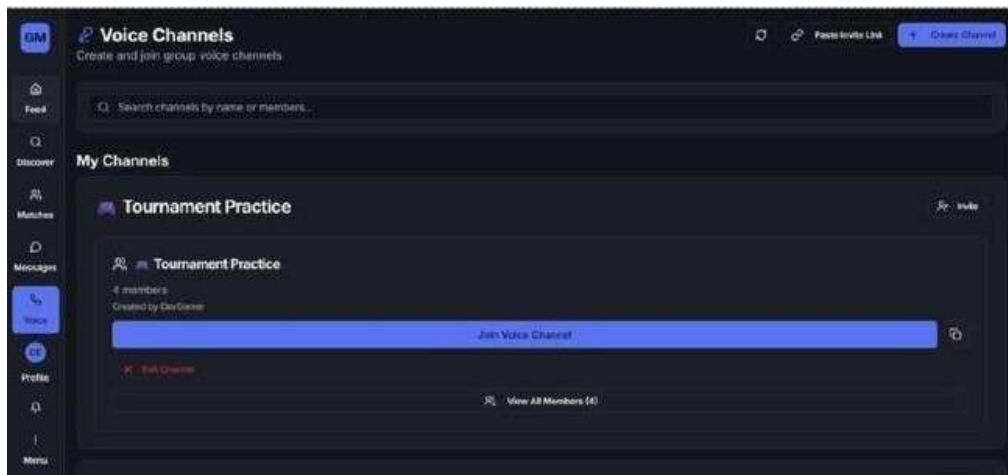 GM
Voice Channels
Create and join group voice channels
Paste Invite Link
+ Create Channel
Feed
Discover
Matches
Messages
Voice
DE
Profile
Menu
Search channels by name or members...
My Channels
Tournament Practice
Invite
Tournament Practice
4 members
Created by DevGamer
Join Voice Channel
Exit Channel
View All Members (4)